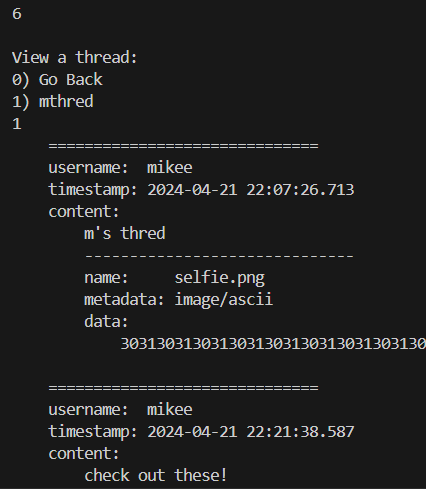 6
View a thread:
0) Go Back
1) mthred
1
==============================
username:  mikee
timestamp: 2024-04-21 22:07:26.713
content:
m's thred
------------------------------
name:     selfie.png
metadata: image/ascii
data:
3031303130313031303130313031303130
==============================
username:  mikee
timestamp: 2024-04-21 22:21:38.587
content:
check out these!